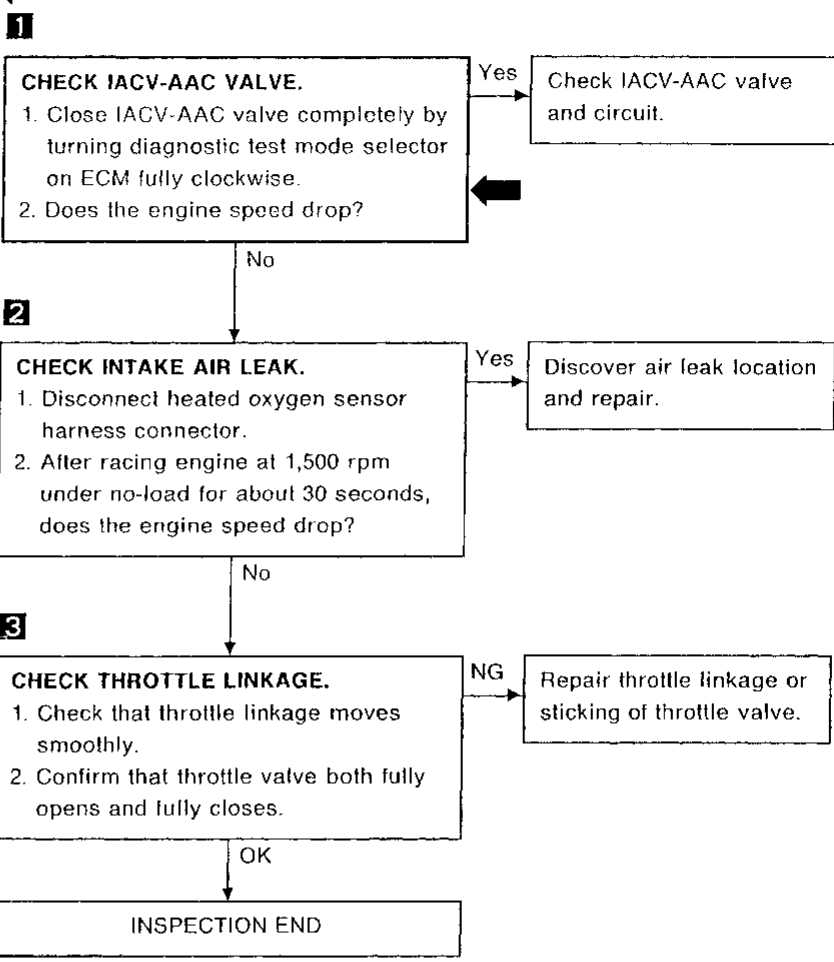 1
CHECK IACV-AAC VALVE.
1. Close IACV-AAC valve completely by
turning diagnostic test mode selector
on ECM fully clockwise.
2. Does the engine speed drop?
Yes
Check IACV-AAC valve
and circuit.
No
2
CHECK INTAKE AIR LEAK.
1. Disconnect heated oxygen sensor
harness connector.
2. After racing engine at 1,500 rpm
under no-load for about 30 seconds,
does the engine speed drop?
Yes
Discover air leak location
and repair.
No
3
CHECK THROTTLE LINKAGE.
1. Check that throttle linkage moves
smoothly.
2. Confirm that throttle valve both fully
opens and fully closes.
NG
Repair throttle linkage or
sticking of throttle valve.
OK
INSPECTION END